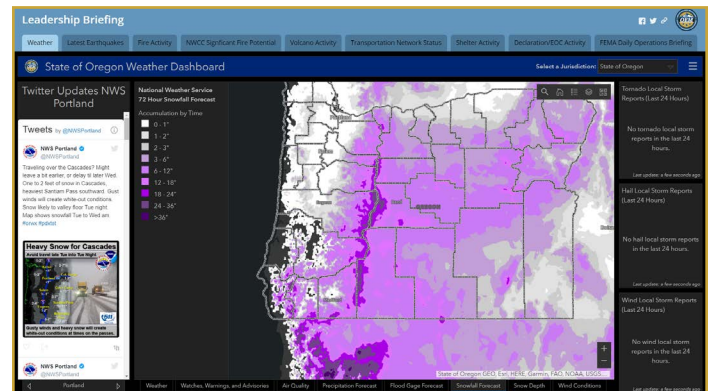 Leadership Briefing
Weather
Latest Earthquakes
Fire Activity
NWCC Signficant Fire Potential
Volcano Activity
Transportation Network Status
Shelter Activity
Declaration/EOC Activity
FEMA Daily Operations Briefing
State of Oregon Weather Dashboard
Select a Jurisdiction: State of Oregon
Twitter Updates NWS
Portland
Tweets by @NWSPortland
NWS Portland
@NWSPortland
Traveling over the Cascades? Might
leave a bit earlier, or delay til later Wed.
One to 2 feet of snow in Cascades,
heaviest Santiam Pass southward. Gust
winds will create white-out conditions.
Snow likely to valley floor Tue night
Map shows snowfall Tue to Wed am.
#orwx #pdxtst
Heavy Snow for Cascades
Avoid travel late Tue into Tue Night
Gusty winds and heavy snow will create
white-out conditions at times on the passes.
NWS Portland
@NWSPortland
Portland
National Weather Service
72 Hour Snowfall Forecast
Accumulation by Time
0 - 1"
1 - 2"
2 - 3"
3 - 6"
6 - 12"
12 - 18"
18 - 24"
24 - 36"
>36"
State of Oregon GEO, Esri, HERE, Garmin, FAO, NOAA, USGS
Weather
Watches, Warnings, and Advisories
Air Quality
Precipitation Forecast
Flood Gage Forecast
Snowfall Forecast
Snow Depth
Wind Conditions
Tornado Local Storm
Reports (Last 24 Hours)
No tornado local storm
reports in the last 24
hours.
Last update: a few seconds ago
Hail Local Storm Reports
(Last 24 Hours)
No hail local storm reports
in the last 24 hours.
Last update: a few seconds ago
Wind Local Storm Reports
(Last 24 Hours)
No wind local storm
reports in the last 24
hours.
Last update: a few seconds ago